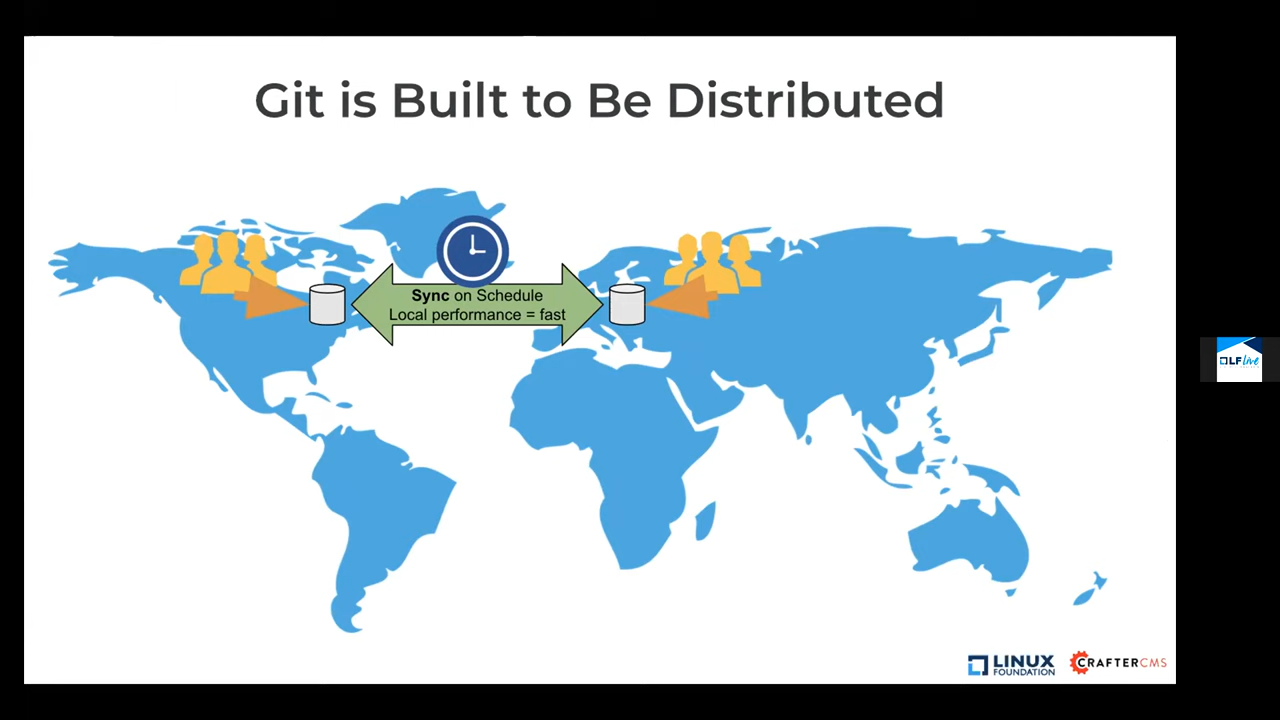 Git is Built to Be Distributed
Sync on Schedule
Local performance = fast
LF Live
LINUX
FOUNDATION
CRAFTERCMS